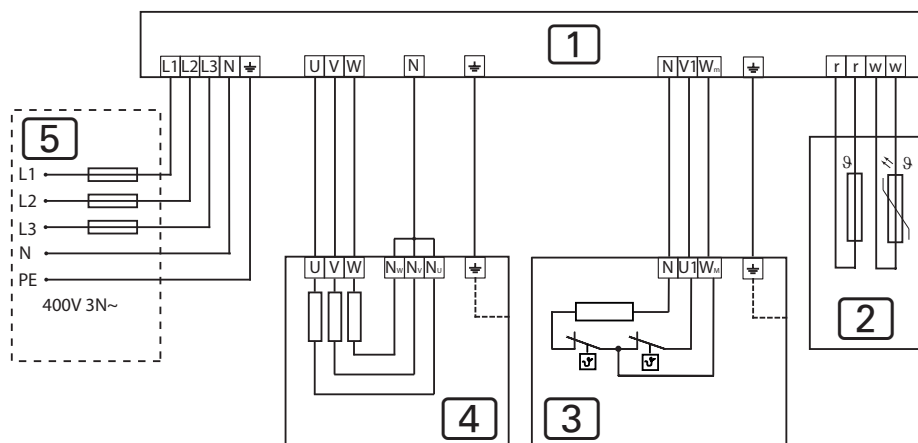 1
L1 L2 L3 N U V W N N V1 Wm r r w w
5
L1
L2
L3
N
PE
400V 3N~
U V W NW NV NU
N U1 WM
ϑ ϑ
2
ϑ ϑ
4
3